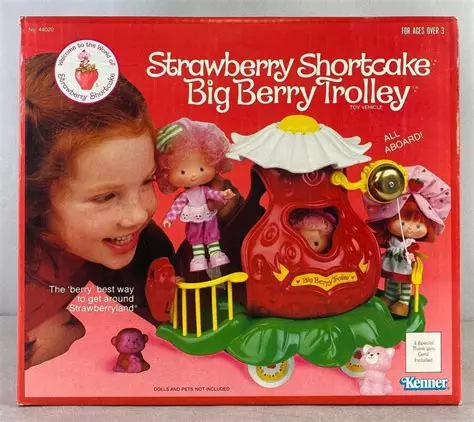 No. 44020
FOR AGES OVER 3
Welcome to the World of
Strawberry Shortcake
Strawberry Shortcake
Big Berry Trolley
TOY VEHICLE
ALL
ABOARD!
The 'berry' best way
to get around
Strawberryland®
Big Berry Trolley
A Special
Thank You
Card
Included
DOLLS AND PETS NOT INCLUDED
Kenner